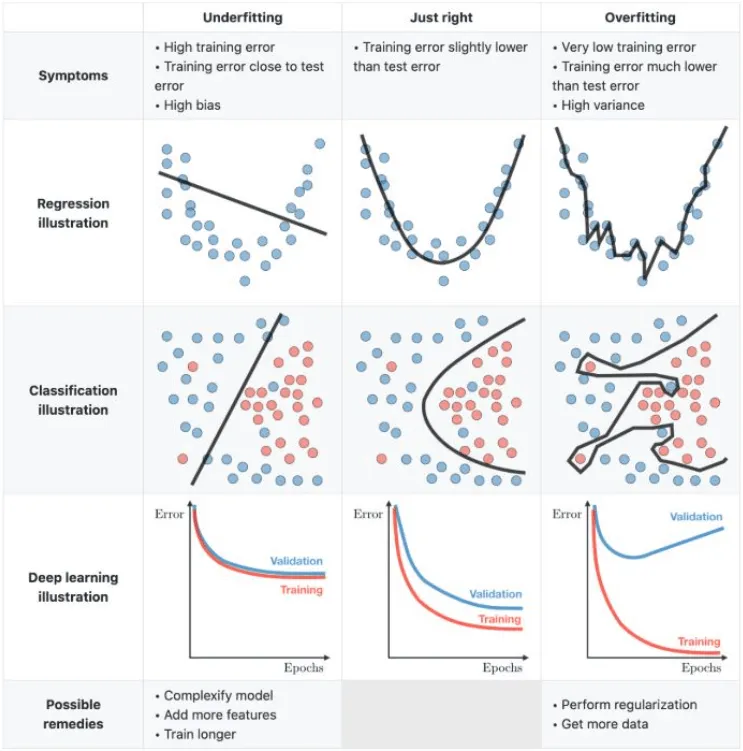 Underfitting
Just right
Overfitting
Symptoms
• High training error
• Training error close to test
error
• High bias
• Training error slightly lower
than test error
• Very low training error
• Training error much lower
than test error
• High variance
Regression
illustration
Classification
illustration
Deep learning
illustration
Error
Validation
Training
Epochs
Error
Validation
Training
Epochs
Error
Validation
Training
Epochs
Possible
remedies
• Complexify model
• Add more features
• Train longer
• Perform regularization
• Get more data